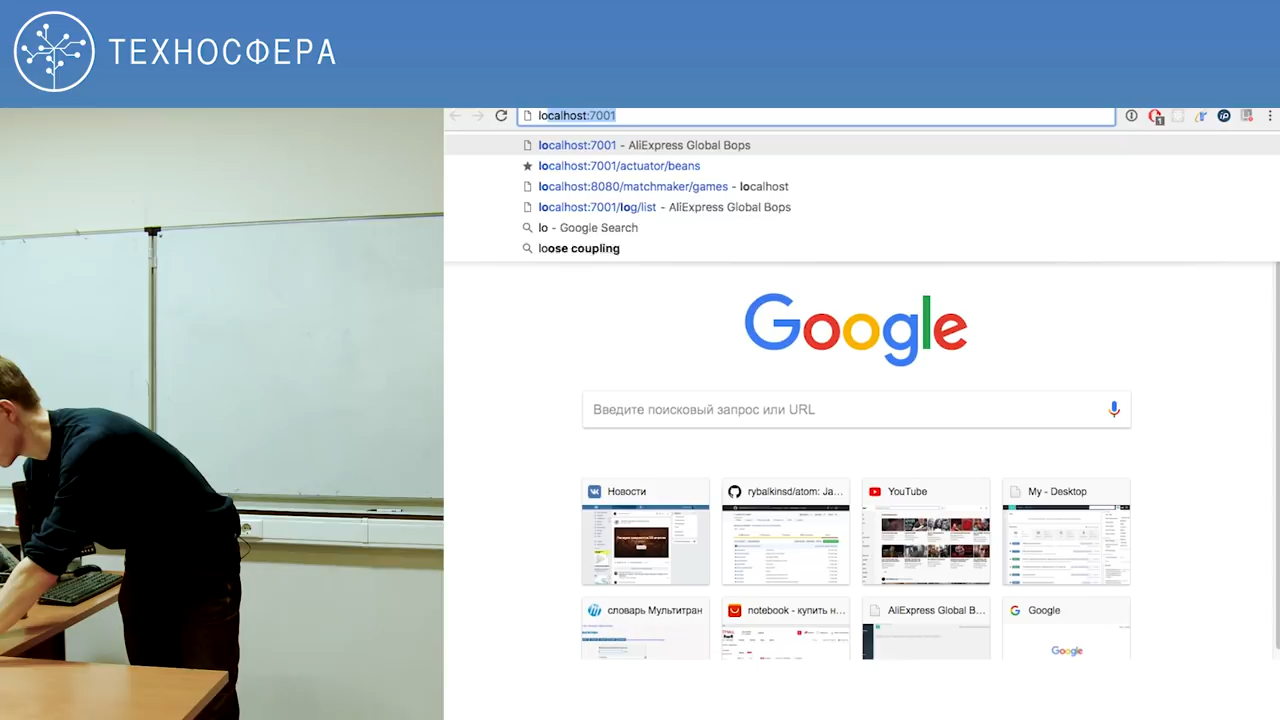 ТЕХНОСФЕРА
localhost:7001
1
localhost:7001 - AliExpress Global Bops
localhost:7001/actuator/beans
localhost:8080/matchmaker/games - localhost
localhost:7001/log/list - AliExpress Global Bops
lo - Google Search
loose coupling
Google
Введите поисковый запрос или URL
Новости
rybalkinsd/atom: Ja...
YouTube
My - Desktop
словарь Мультитран
notebook - купить н...
AliExpress Global B...
Google
Google